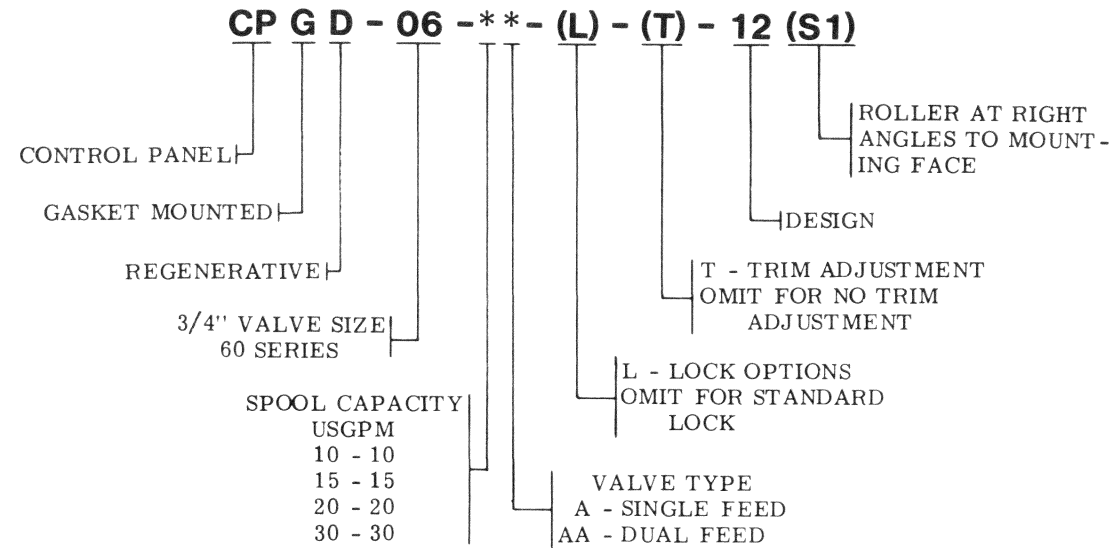 CP G D - 06 - * * - (L) - (T) - 12 (S1)
ROLLER AT RIGHT
ANGLES TO MOUNT-
ING FACE
CONTROL PANEL
GASKET MOUNTED
DESIGN
REGENERATIVE
T - TRIM ADJUSTMENT
OMIT FOR NO TRIM
ADJUSTMENT
3/4" VALVE SIZE
60 SERIES
L - LOCK OPTIONS
OMIT FOR STANDARD
LOCK
SPOOL CAPACITY
USGPM
10 - 10
15 - 15
20 - 20
30 - 30
VALVE TYPE
A - SINGLE FEED
AA - DUAL FEED